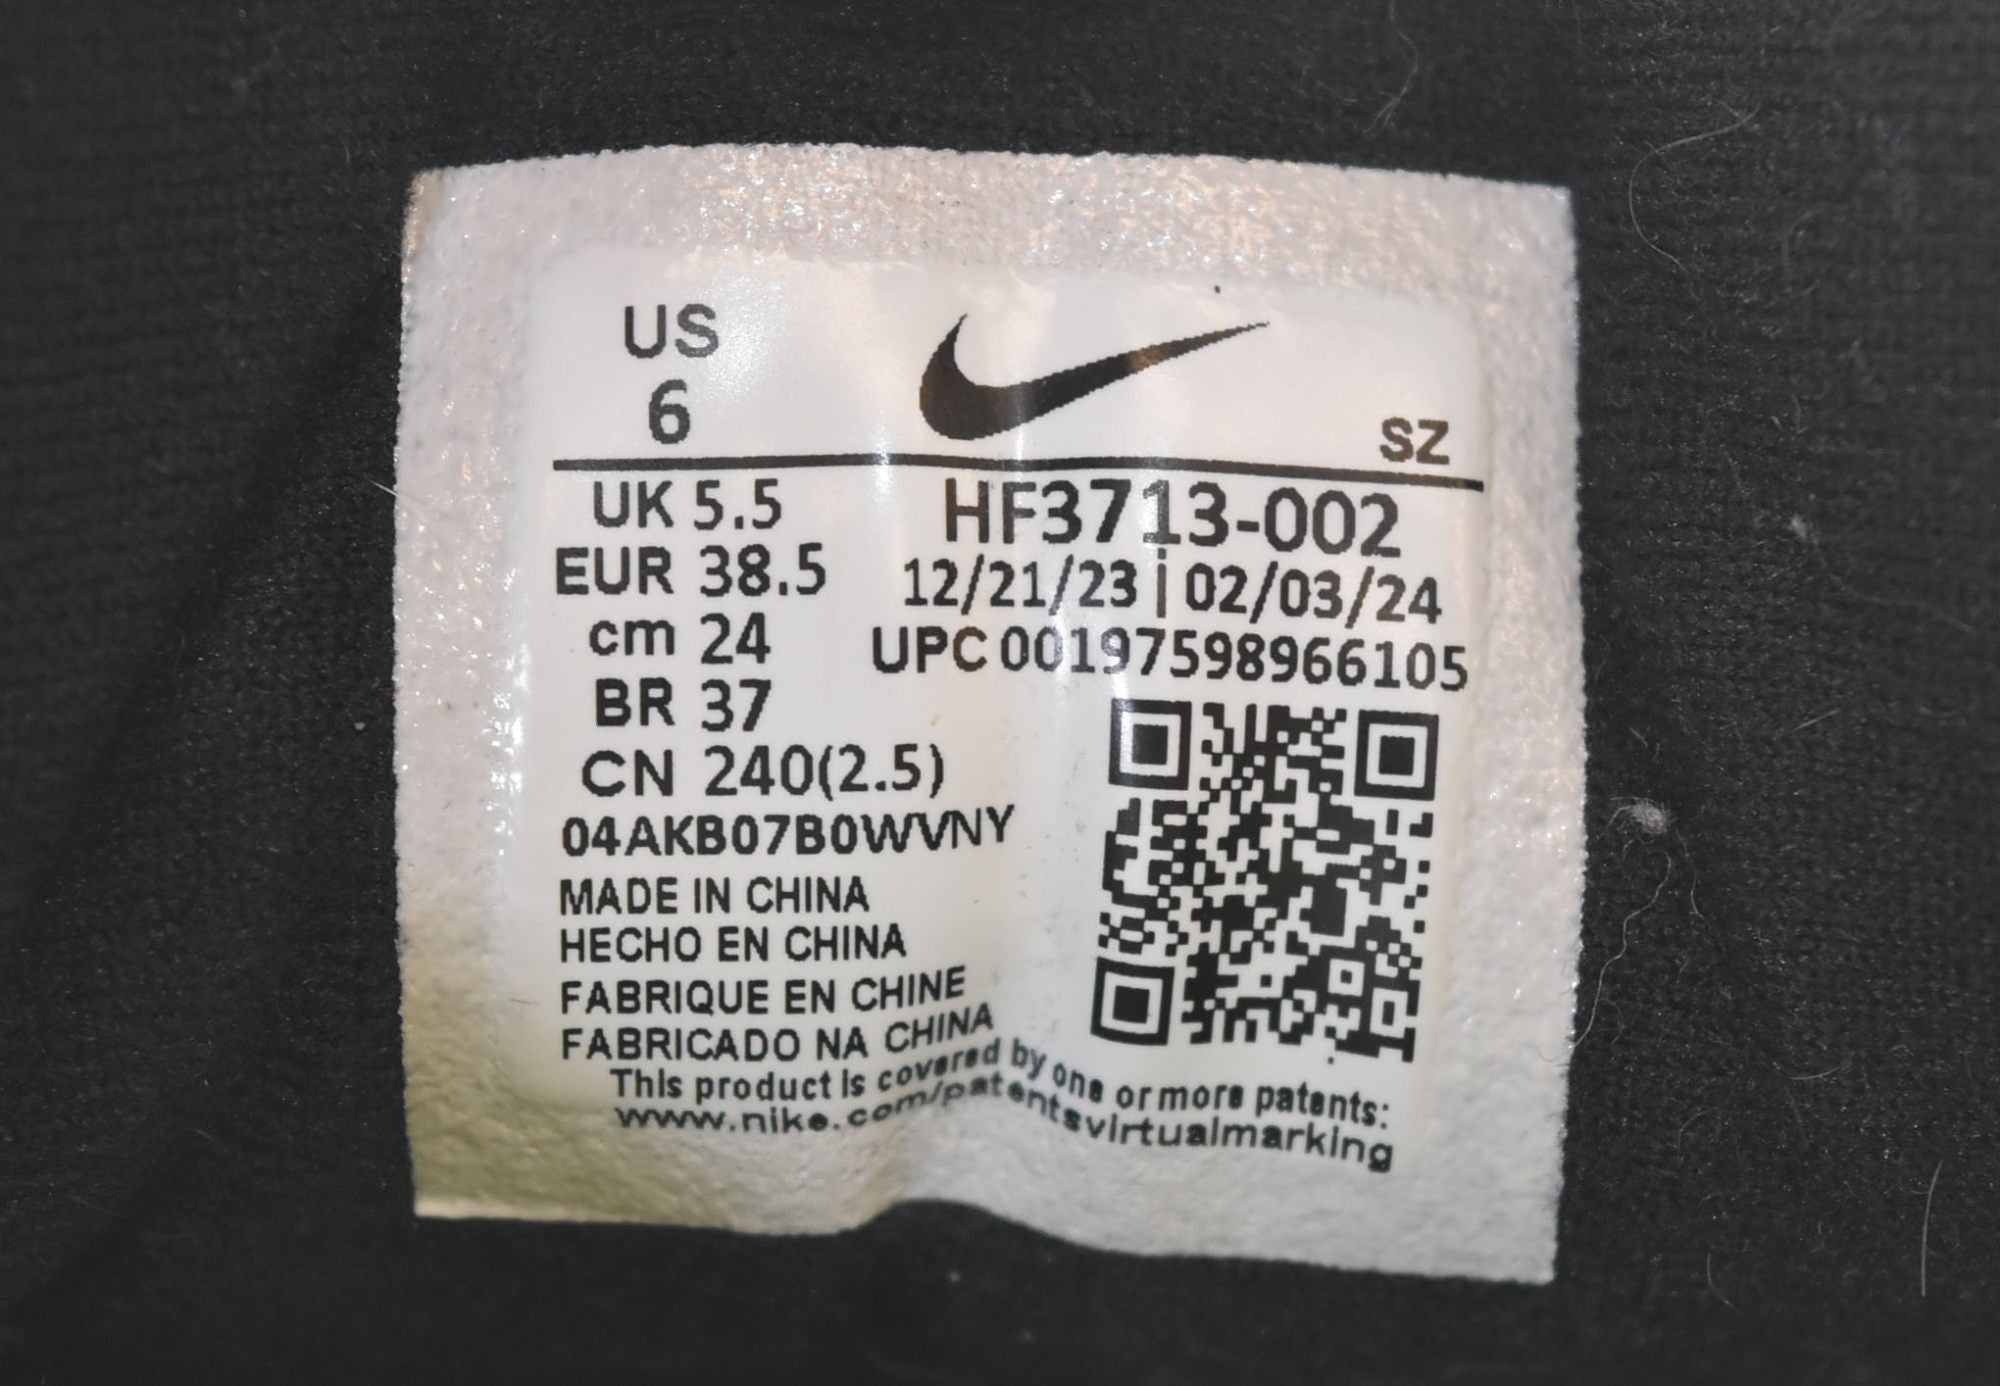 US
6
SZ
UK 5.5
EUR 38.5
cm 24
BR 37
CN 240(2.5)
HF3713-002
12/21/23 | 02/03/24
UPC 00197598966105
04AKB07B0WVNY
MADE IN CHINA
HECHO EN CHINA
FABRIQUE EN CHINE
FABRICADO NA CHINA
This product is covered by one or more patents:
www.nike.com/patentsvirtualmarking